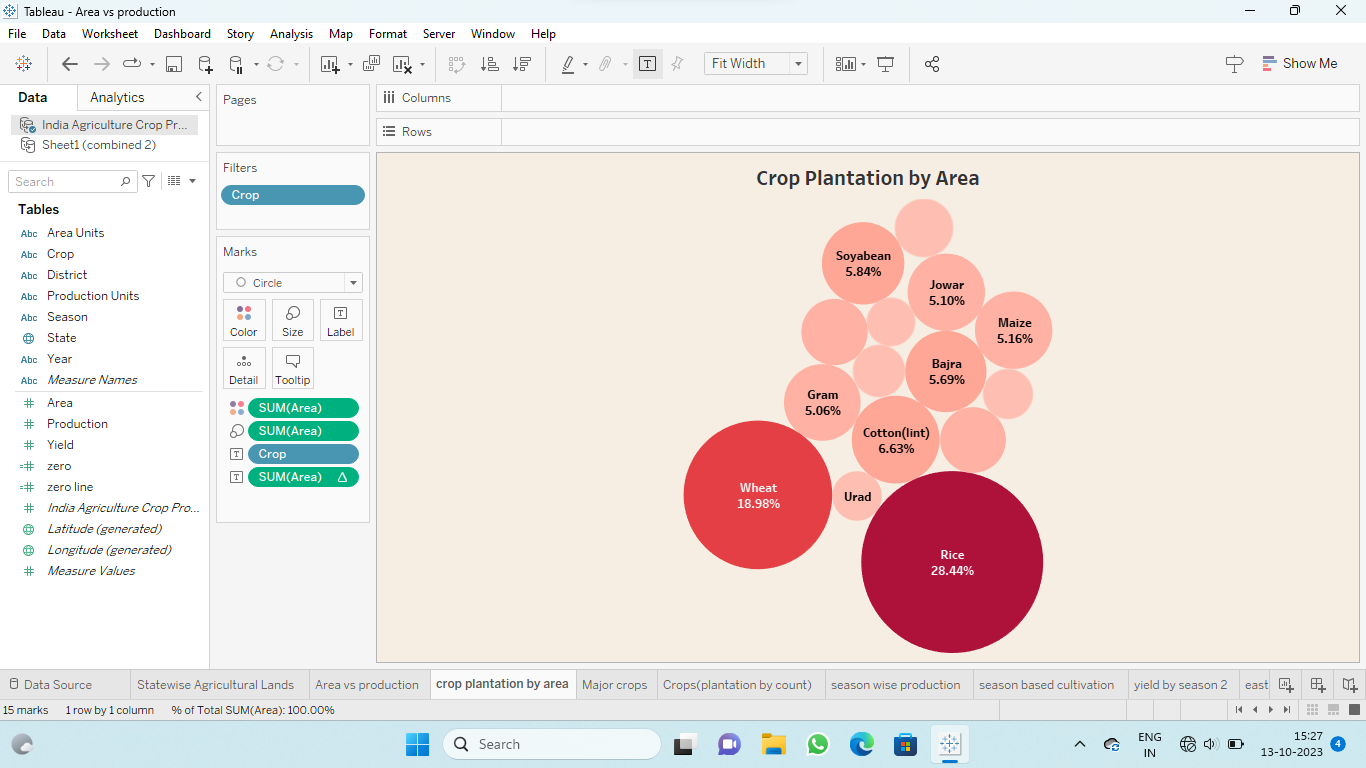 Tableau - Area vs production
File Data Worksheet Dashboard Story Analysis Map Format Server Window Help
Fit Width
Show Me
Data Analytics
India Agriculture Crop Pr...
Sheet1 (combined 2)
Search
Tables
Abc Area Units
Abc Crop
Abc District
Abc Production Units
Abc Season
State
Abc Year
Abc Measure Names
# Area
# Production
# Yield
=# zero
=# zero line
# India Agriculture Crop Pro...
Latitude (generated)
Longitude (generated)
# Measure Values
Pages
Filters
Crop
Marks
Circle
Color Size Label
Detail Tooltip
SUM(Area)
SUM(Area)
Crop
SUM(Area) Δ
Columns
Rows
Crop Plantation by Area
Soyabean
5.84%
Jowar
5.10%
Maize
5.16%
Bajra
5.69%
Gram
5.06%
Cotton(lint)
6.63%
Wheat
18.98%
Urad
Rice
28.44%
Data Source Statewise Agricultural Lands Area vs production crop plantation by area Major crops Crops(plantation by count) season wise production season based cultivation yield by season 2 east
15 marks 1 row by 1 column % of Total SUM(Area): 100.00%
Search
ENG
IN
15:27
13-10-2023
4